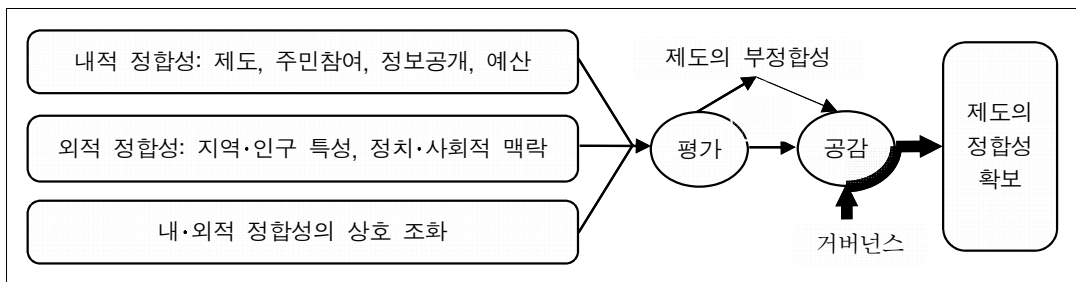 내적 정합성: 제도, 주민참여, 정보공개, 예산
외적 정합성: 지역·인구 특성, 정치·사회적 맥락
내·외적 정합성의 상호 조화
제도의 부정합성
평가
공감
거버넌스
제도의
정합성
확보